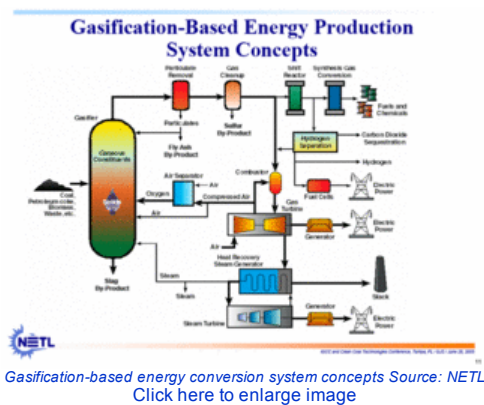 Gasification-Based Energy Production
System Concepts
Particulate
Removal
Gas
Cleanup
Shift
Reactor
Synthesis Gas
Conversion
Gasifier
Particulates
Sulfur
By-Product
Fuels and
Chemicals
Gaseous
Constituents
Fly Ash
By-Product
Hydrogen
Separation
Carbon Dioxide
Sequestration
Hydrogen
Combustor
Air Separator
Air
Oxygen
Compressed Air
Fuel Cells
Electric
Power
Coal,
Petroleum coke,
Biomass,
Waste, etc.
Solids
Air
Gas
Turbine
Air
Generator
Electric
Power
Heat Recovery
Steam Generator
Steam
Steam
Slag
By-Product
Stack
Generator
Steam Turbine
Electric
Power
NETL
Gasification-based energy conversion system concepts Source: NETL
Click here to enlarge image